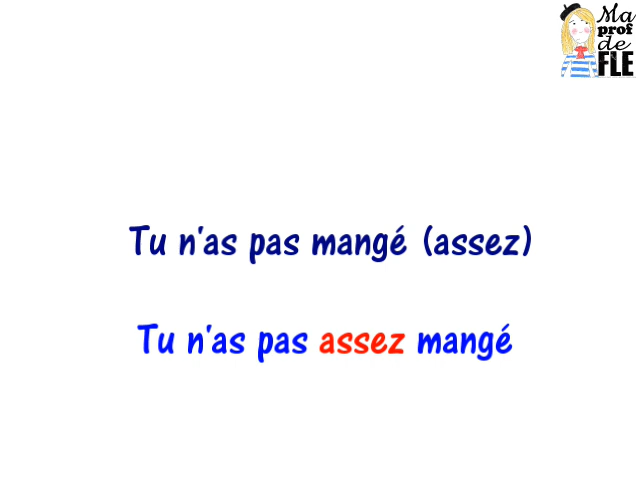 Ma
prof
de
FLE
Tu n'as pas mangé (assez)
Tu n'as pas assez mangé